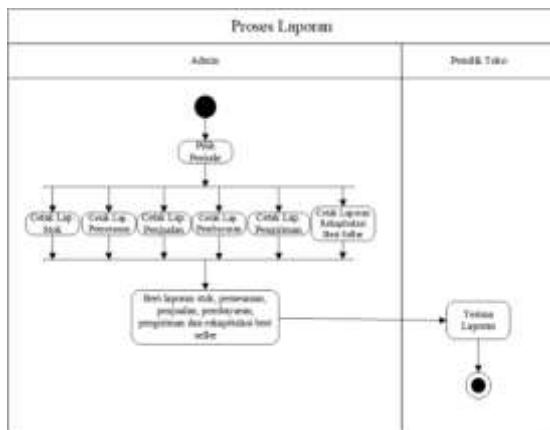 Proses Laporan
Admin
Pemilik Toko
Pilih
Periode
Cetak Lap
Stok
Cetak Lap
Pemesanan
Cetak Lap
Penjualan
Cetak Lap
Pembayaran
Cetak Lap
Pengiriman
Cetak Laporan
Rekapitulasi
Best Seller
Beri laporan stok, pemesanan,
penjualan, pembayaran,
pengiriman dan rekapitulasi best
seller
Terima
Laporan